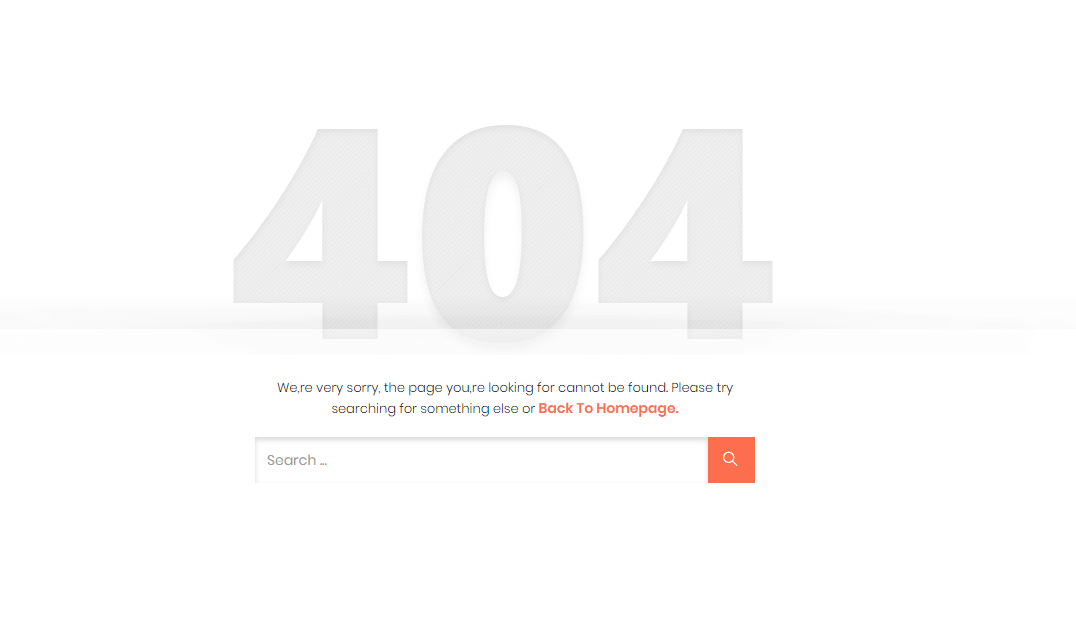 404
We,re very sorry, the page you,re looking for cannot be found. Please try
searching for something else or Back To Homepage.
Search ...